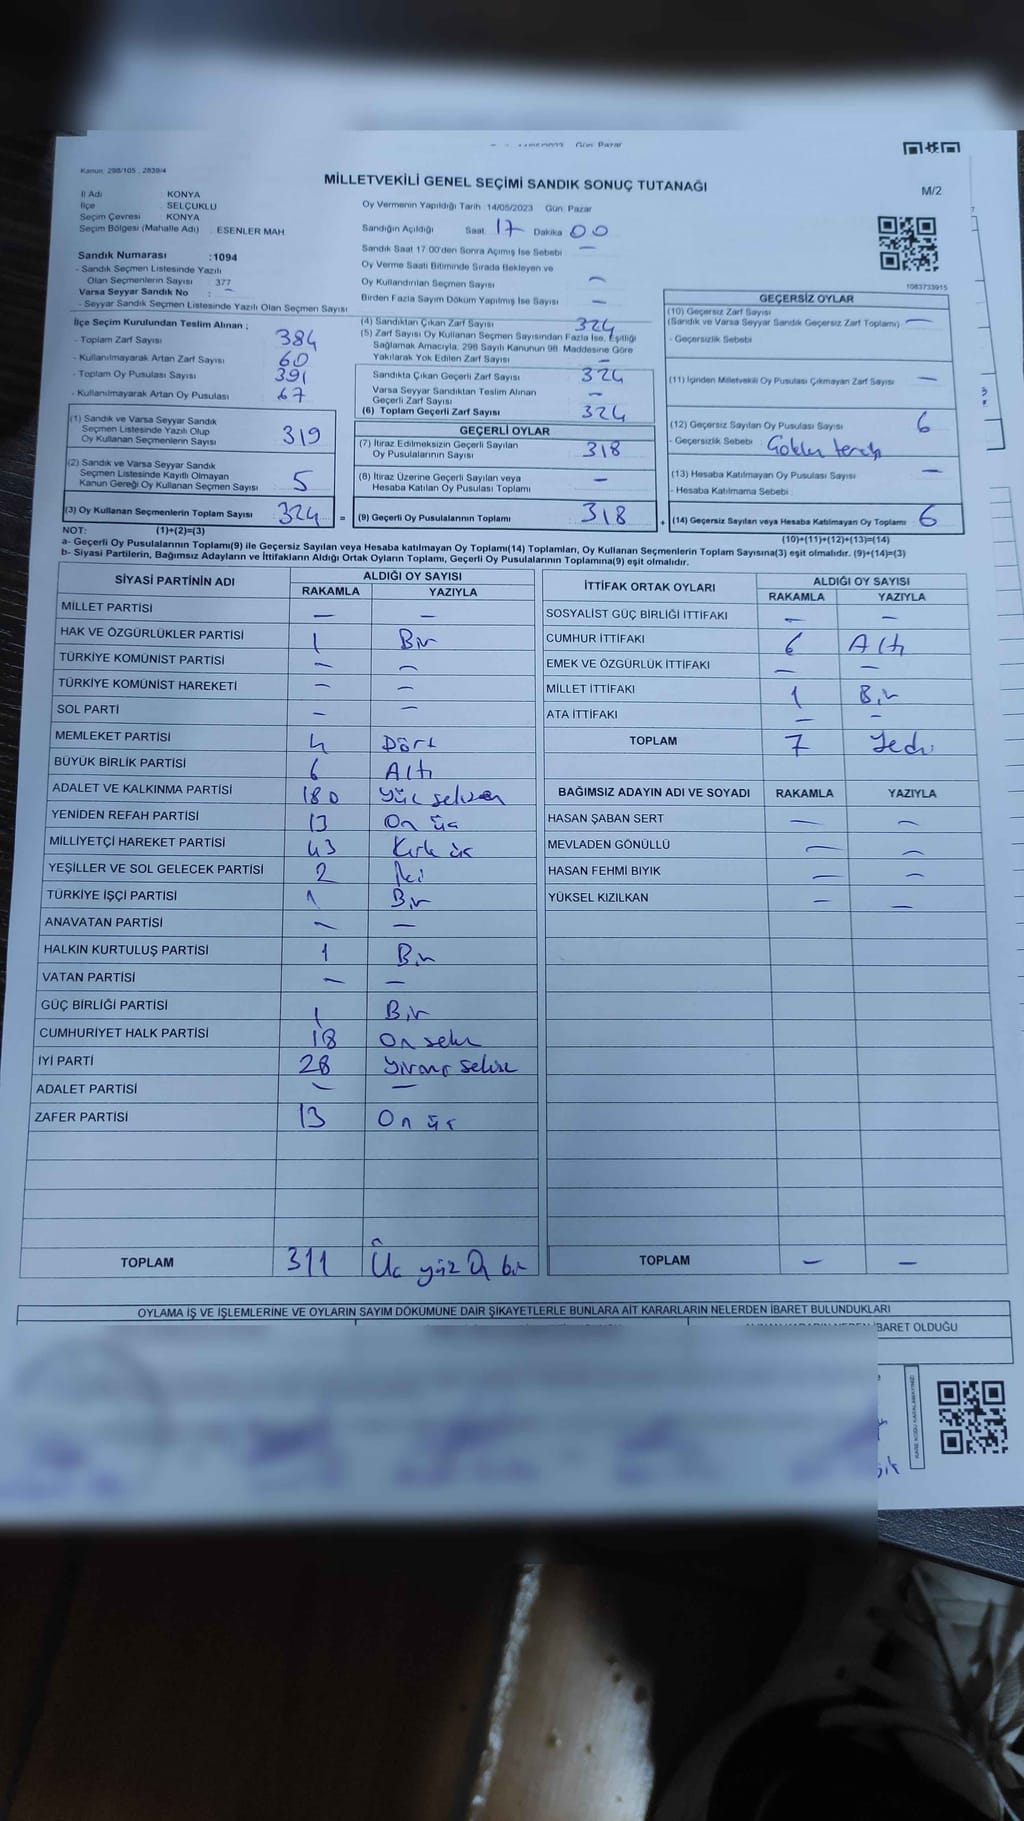 Gün Pazar
Kanun 298/105 , 2839/4
MİLLETVEKİLİ GENEL SEÇİMİ SANDIK SONUÇ TUTANAĞI
M/2
İl Adı KONYA
İlçe SELÇUKLU
Seçim Çevresi KONYA
Seçim Bölgesi (Mahalle Adı) ESENLER MAH
Oy Vermenin Yapıldığı Tarih :14/05/2023 Gün: Pazar
Sandığın Açıldığı Saat 17 Dakika 00
Sandık Saat 17:00'den Sonra Açmış İse Sebebi —
Oy Verme Saati Bitiminde Sırada Bekleyen ve
Oy Kullandırılan Seçmen Sayısı —
Birden Fazla Sayım Döküm Yapılmış İse Sayısı —
Sandık Numarası :1094
- Sandık Seçmen Listesinde Yazılı
Olan Seçmenlerin Sayısı : 377
Varsa Seyyar Sandık No : —
- Seyyar Sandık Seçmen Listesinde Yazılı Olan Seçmen Sayısı
1083733915
İlçe Seçim Kurulundan Teslim Alınan ;
- Toplam Zarf Sayısı 384
- Kullanılmayarak Artan Zarf Sayısı 60
- Toplam Oy Pusulası Sayısı 391
- Kullanılmayarak Artan Oy Pusulası 67
(4) Sandıktan Çıkan Zarf Sayısı 324
(5) Zarf Sayısı Oy Kullanan Seçmen Sayısından Fazla İse, Eşitliği
Sağlamak Amacıyla, 298 Sayılı Kanunun 98. Maddesine Göre
Yakılarak Yok Edilen Zarf Sayısı —
Sandıkta Çıkan Geçerli Zarf Sayısı 324
Varsa Seyyar Sandıktan Teslim Alınan
Geçerli Zarf Sayısı —
(6) Toplam Geçerli Zarf Sayısı 324
GEÇERSİZ OYLAR
(10) Geçersiz Zarf Sayısı
(Sandık ve Varsa Seyyar Sandık Geçersiz Zarf Toplamı) —
- Geçersizlik Sebebi
(11) İçinden Milletvekili Oy Pusulası Çıkmayan Zarf Sayısı —
(12) Geçersiz Sayılan Oy Pusulası Sayısı 6
- Geçersizlik Sebebi
(13) Hesaba Katılmayan Oy Pusulası Sayısı —
- Hesaba Katılmama Sebebi
(14) Geçersiz Sayılan veya Hesaba Katılmayan Oy Toplamı 6
(10)+(11)+(12)+(13)=(14)
(1) Sandık ve Varsa Seyyar Sandık
Seçmen Listesinde Yazılı Olup
Oy Kullanan Seçmenlerin Sayısı 319
(2) Sandık ve Varsa Seyyar Sandık
Seçmen Listesinde Kayıtlı Olmayan
Kanun Gereği Oy Kullanan Seçmen Sayısı 5
(3) Oy Kullanan Seçmenlerin Toplam Sayısı 324 =
GEÇERLİ OYLAR
(7) İtiraz Edilmeksizin Geçerli Sayılan
Oy Pusulalarının Sayısı 318
(8) İtiraz Üzerine Geçerli Sayılan veya
Hesaba Katılan Oy Pusulası Toplamı —
(9) Geçerli Oy Pusulalarının Toplamı 318 +
NOT: (1)+(2)=(3)
a- Geçerli Oy Pusulalarının Toplamı(9) ile Geçersiz Sayılan veya Hesaba katılmayan Oy Toplamı(14) Toplamları, Oy Kullanan Seçmenlerin Toplam Sayısına(3) eşit olmalıdır. (9)+(14)=(3)
b- Siyasi Partilerin, Bağımsız Adayların ve İttifakların Aldığı Ortak Oyların Toplamı, Geçerli Oy Pusulalarının Toplamına(9) eşit olmalıdır.
SİYASİ PARTİNİN ADI ALDIĞI OY SAYISI
RAKAMLA YAZIYLA
MİLLET PARTİSİ — —
HAK VE ÖZGÜRLÜKLER PARTİSİ 1 Bir
TÜRKİYE KOMÜNİST PARTİSİ — —
TÜRKİYE KOMÜNİST HAREKETİ — —
SOL PARTİ — —
MEMLEKET PARTİSİ 4 Dört
BÜYÜK BİRLİK PARTİSİ 6 Altı
ADALET VE KALKINMA PARTİSİ 180 Yüz seksen
YENİDEN REFAH PARTİSİ 13 On üç
MİLLİYETÇİ HAREKET PARTİSİ 43 Kırk üç
YEŞİLLER VE SOL GELECEK PARTİSİ 2 İki
TÜRKİYE İŞÇİ PARTİSİ 1 Bir
ANAVATAN PARTİSİ — —
HALKIN KURTULUŞ PARTİSİ 1 Bir
VATAN PARTİSİ — —
GÜÇ BİRLİĞİ PARTİSİ 1 Bir
CUMHURİYET HALK PARTİSİ 18 On sekiz
İYİ PARTİ 28 Yirmi sekiz
ADALET PARTİSİ — —
ZAFER PARTİSİ 13 On üç
TOPLAM 311 Üç yüz On bir
İTTİFAK ORTAK OYLARI ALDIĞI OY SAYISI
RAKAMLA YAZIYLA
SOSYALİST GÜÇ BİRLİĞİ İTTİFAKI — —
CUMHUR İTTİFAKI 6 Altı
EMEK VE ÖZGÜRLÜK İTTİFAKI — —
MİLLET İTTİFAKI 1 Bir
ATA İTTİFAKI — —
TOPLAM 7 Yedi
BAĞIMSIZ ADAYIN ADI VE SOYADI RAKAMLA YAZIYLA
HASAN ŞABAN SERT — —
MEVLADEN GÖNÜLLÜ — —
HASAN FEHMİ BIYIK — —
YÜKSEL KIZILKAN — —
TOPLAM — —
OYLAMA İŞ VE İŞLEMLERİNE VE OYLARIN SAYIM DÖKÜMÜNE DAİR ŞİKAYETLERLE BUNLARA AİT KARARLARIN NELERDEN İBARET BULUNDUKLARI
İBARET OLDUĞU